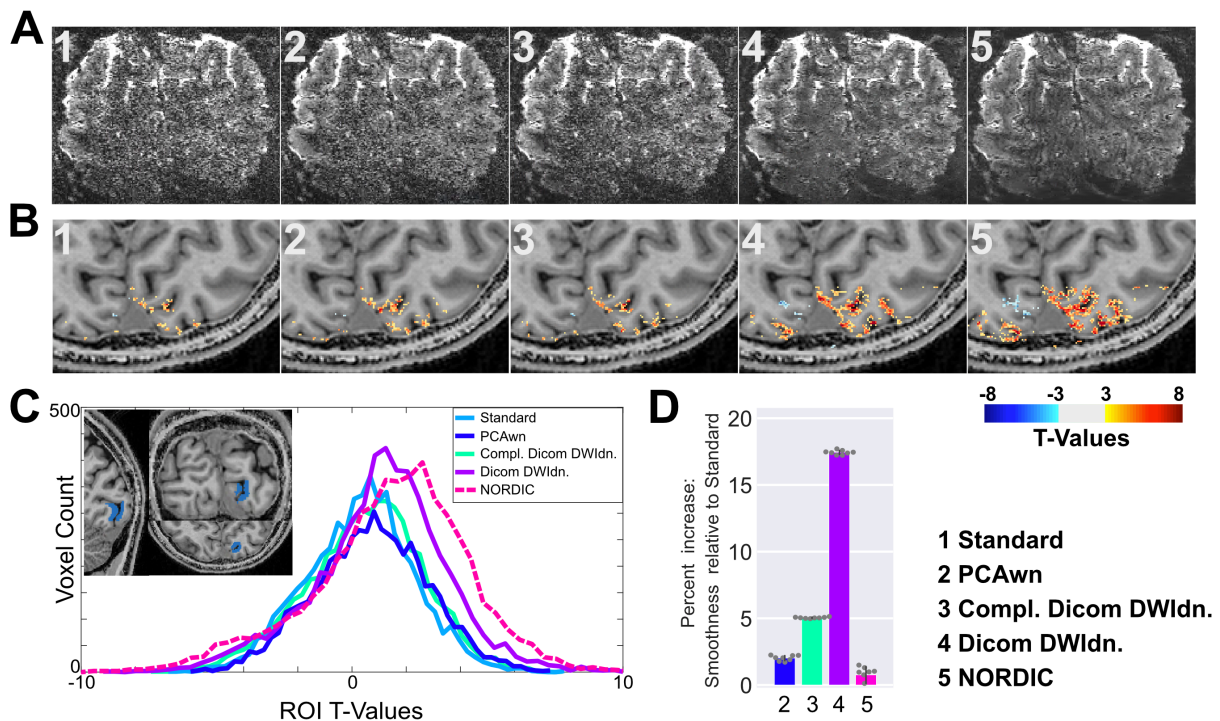 A
1 2 3 4 5
B
1 2 3 4 5
C
500
Voxel Count
0
-10 0 10
ROI T-Values
Standard
PCAwn
Compl. Dicom DWIdn.
Dicom DWIdn.
NORDIC
D
Percent increase:
Smoothness relative to Standard
20
15
10
5
0
2 3 4 5
-8 -3 3 8
T-Values
1 Standard
2 PCAwn
3 Compl. Dicom DWIdn.
4 Dicom DWIdn.
5 NORDIC